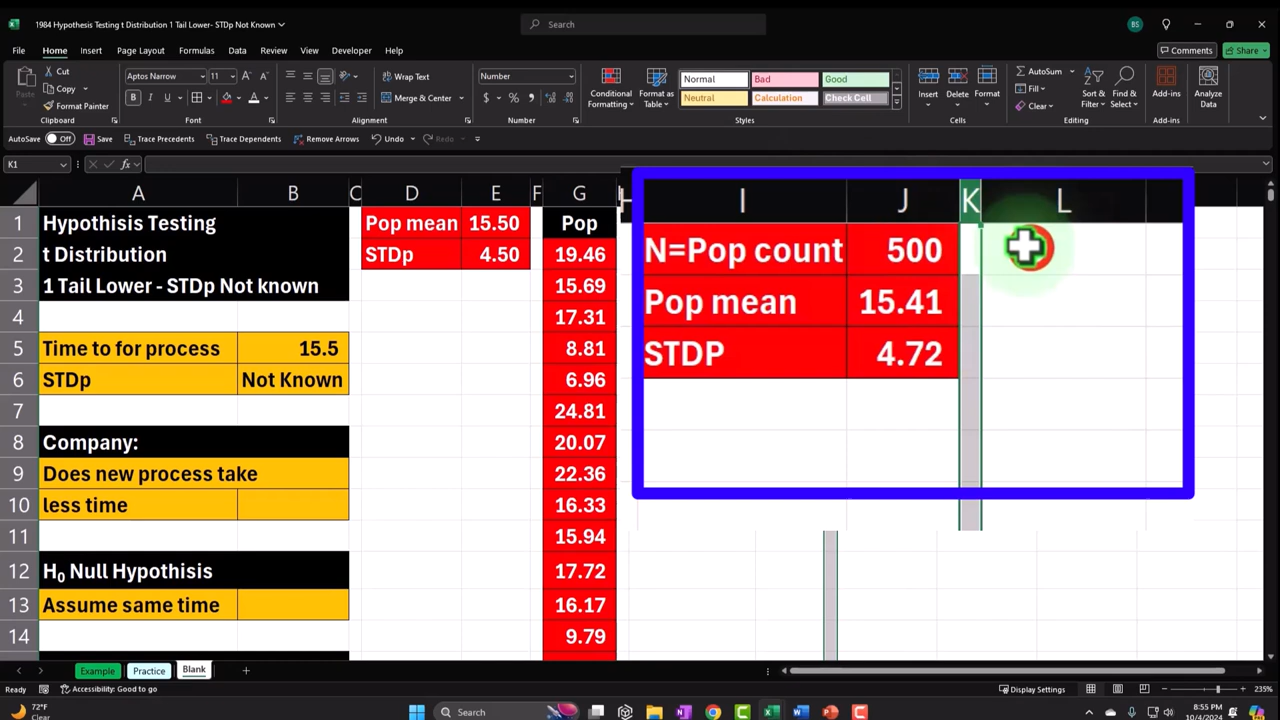 1984 Hypothesis Testing t Distribution 1 Tail Lower- STDp Not Known
Search
BS
File Home Insert Page Layout Formulas Data Review View Developer Help
Comments Share
Paste
Cut
Copy
Format Painter
Clipboard
Aptos Narrow 11
B I U
Font
Wrap Text
Merge & Center
Alignment
Number
$ % 9
Number
Conditional Formatting
Format as Table
Normal Bad Good
Neutral Calculation Check Cell
Styles
Insert Delete Format
Cells
AutoSum
Fill
Clear
Sort & Filter
Find & Select
Editing
Add-ins
Add-ins
Analyze Data
AutoSave Off Save Trace Precedents Trace Dependents Remove Arrows Undo Redo
K1 fx
A B C D E F G H I J K L
1 Hypothisis Testing Pop mean 15.50 Pop
2 t Distribution STDp 4.50 19.46
3 1 Tail Lower - STDp Not known 15.69
4 17.31
5 Time to for process 15.5 8.81
6 STDp Not Known 6.96
7 24.81
8 Company: 20.07
9 Does new process take 22.36
10 less time 16.33
11 15.94
12 H₀ Null Hypothisis 17.72
13 Assume same time 16.17
14 9.79
N=Pop count 500
Pop mean 15.41
STDP 4.72
Example Practice Blank
Ready Accessibility: Good to go Display Settings 235%
72°F
Clear
Search
8:55 PM
10/4/2024